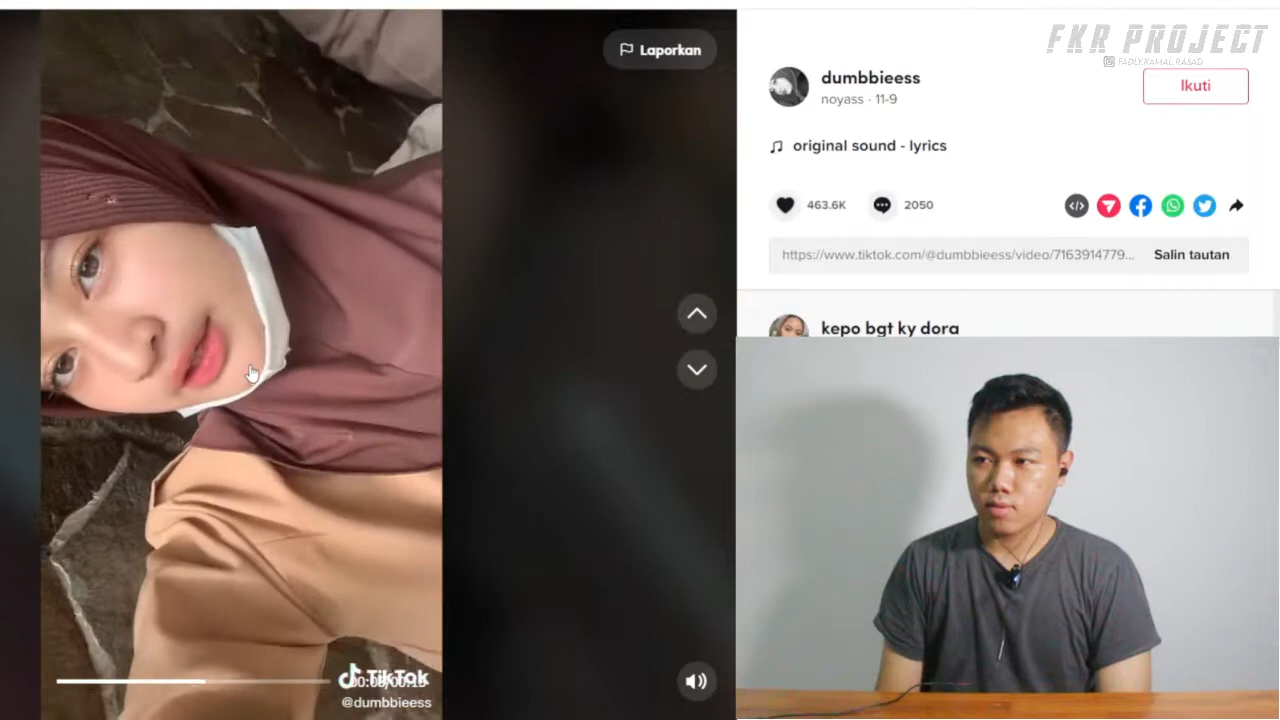 Laporkan
FKR PROJECT
FADLY.KAMAL.RASAD
dumbbieess
noyass · 11-9
Ikuti
original sound - lyrics
463.6K
2050
https://www.tiktok.com/@dumbbieess/video/7163914779...
Salin tautan
kepo bgt ky dora
TikTok
@dumbbieess